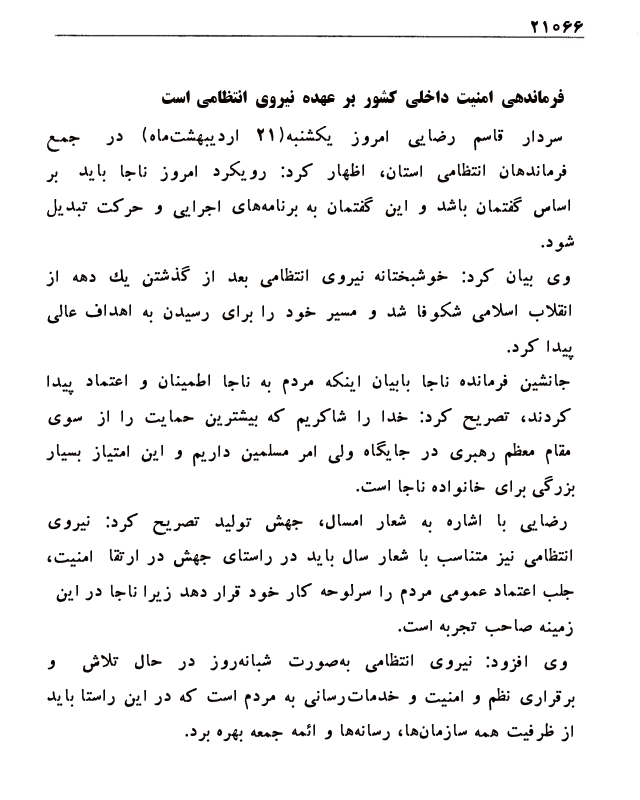 ۲۱۰۶۶
فرماندهی امنیت داخلی کشور بر عهده نیروی انتظامی است
سردار قاسم رضایی امروز یکشنبه(۲۱ اردیبهشت‌ماه) در جمع
فرماندهان انتظامی استان، اظهار کرد: رویکرد امروز ناجا باید بر
اساس گفتمان باشد و این گفتمان به برنامه‌های اجرایی و حرکت تبدیل
شود.
وی بیان کرد: خوشبختانه نیروی انتظامی بعد از گذشتن یك دهه از
انقلاب اسلامی شکوفا شد و مسیر خود را برای رسیدن به اهداف عالی
پیدا کرد.
جانشین فرمانده ناجا بابیان اینکه مردم به ناجا اطمینان و اعتماد پیدا
کردند، تصریح کرد: خدا را شاکریم که بیشترین حمایت را از سوی
مقام معظم رهبری در جایگاه ولی امر مسلمین داریم و این امتیاز بسیار
بزرگی برای خانواده ناجا است.
رضایی با اشاره به شعار امسال، جهش تولید تصریح کرد: نیروی
انتظامی نیز متناسب با شعار سال باید در راستای جهش در ارتقا امنیت،
جلب اعتماد عمومی مردم را سرلوحه کار خود قرار دهد زیرا ناجا در این
زمینه صاحب تجربه است.
وی افزود: نیروی انتظامی به‌صورت شبانه‌روز در حال تلاش و
برقراری نظم و امنیت و خدمات‌رسانی به مردم است که در این راستا باید
از ظرفیت همه سازمان‌ها، رسانه‌ها و ائمه جمعه بهره برد.